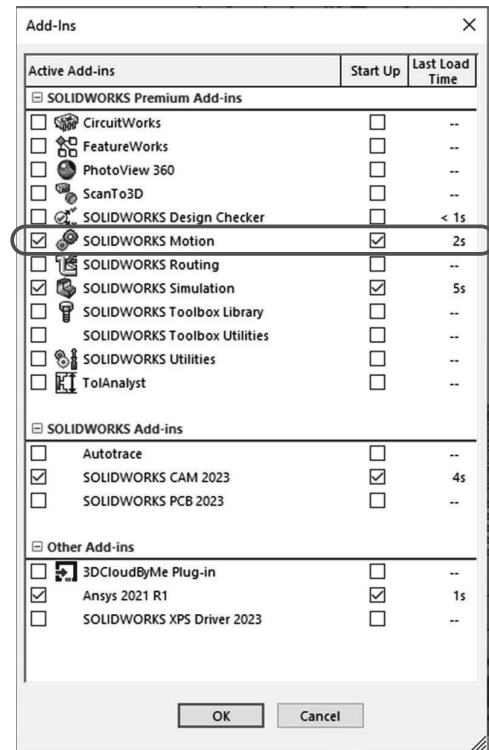 Add-Ins
Active Add-ins Start Up Last Load Time
SOLIDWORKS Premium Add-ins
CircuitWorks --
FeatureWorks --
PhotoView 360 --
ScanTo3D --
SOLIDWORKS Design Checker < 1s
SOLIDWORKS Motion 2s
SOLIDWORKS Routing --
SOLIDWORKS Simulation 5s
SOLIDWORKS Toolbox Library --
SOLIDWORKS Toolbox Utilities --
SOLIDWORKS Utilities --
TolAnalyst --
SOLIDWORKS Add-ins
Autotrace --
SOLIDWORKS CAM 2023 4s
SOLIDWORKS PCB 2023 --
Other Add-ins
3DCloudByMe Plug-in --
Ansys 2021 R1 1s
SOLIDWORKS XPS Driver 2023 --
OK Cancel